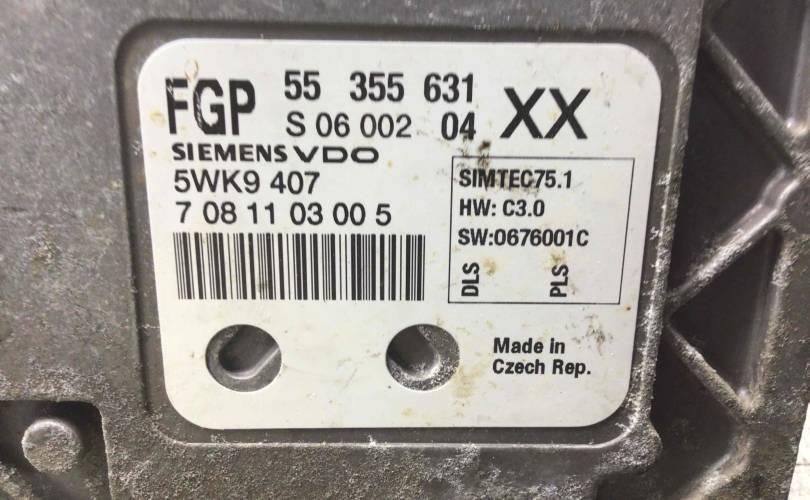 FGP 55 355 631 XX
S 06 002 04
SIEMENS VDO
5WK9 407
7 08 11 03 00 5
SIMTEC75.1
HW: C3.0
SW:0676001C
DLS PLS
Made in
Czech Rep.